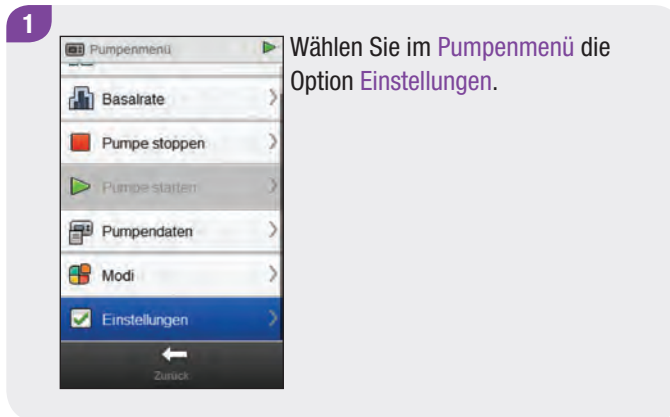 1
Pumpenmenü
Basalrate
Pumpe stoppen
Pumpe starten
Pumpendaten
Modi
Einstellungen
Zurück
Wählen Sie im Pumpenmenü die
Option Einstellungen.